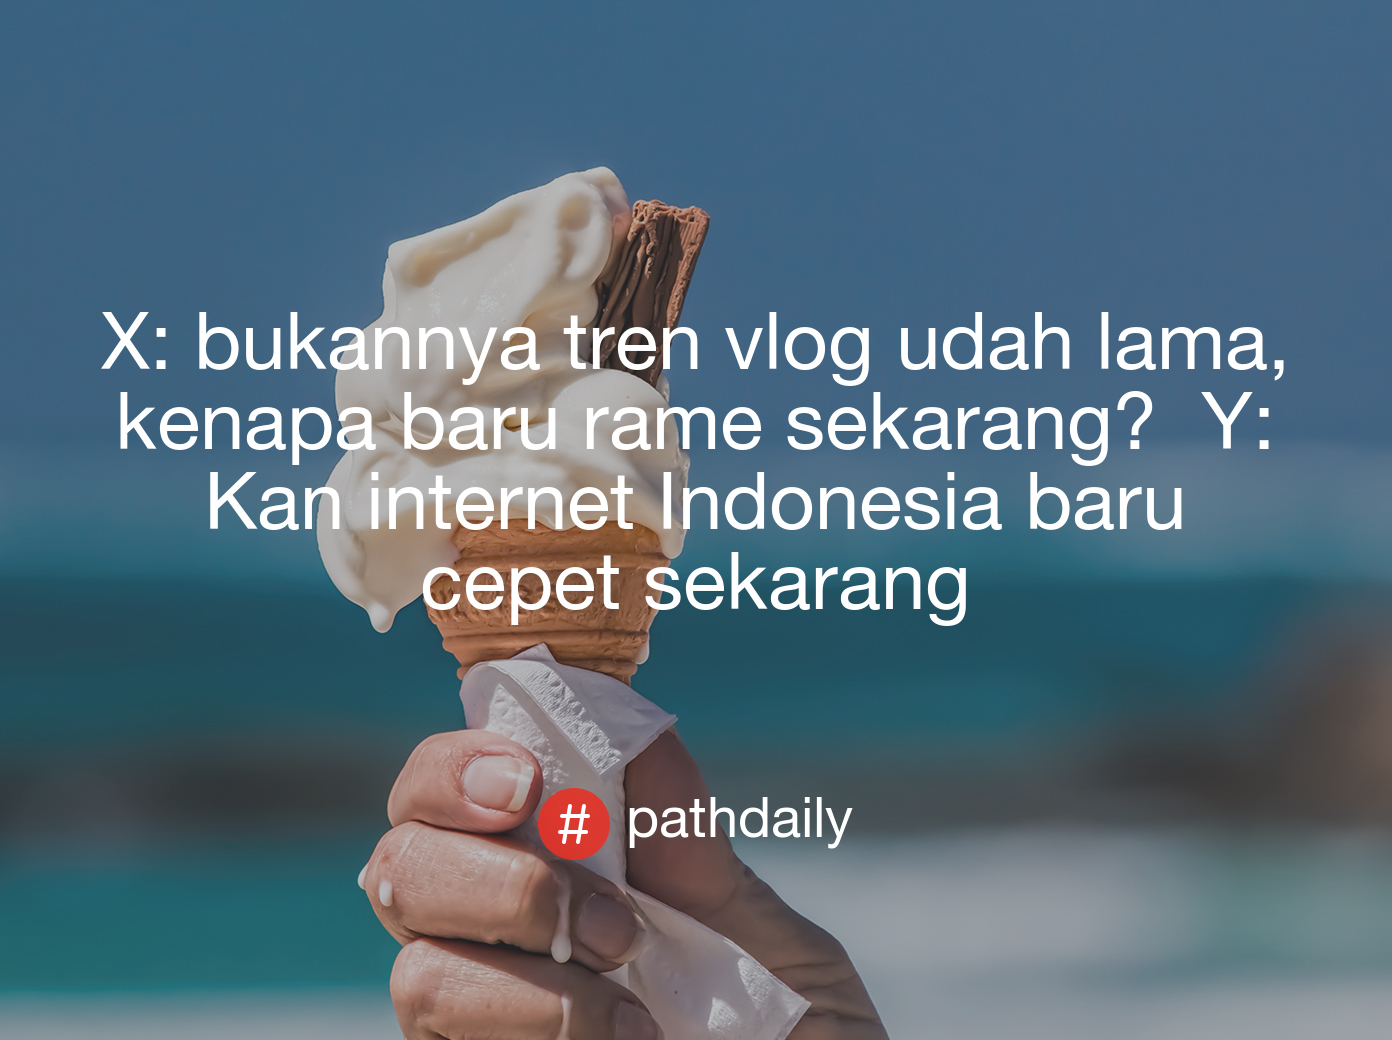 X: bukannya tren vlog udah lama,
kenapa baru rame sekarang?  Y:
Kan internet Indonesia baru
cepet sekarang
# pathdaily